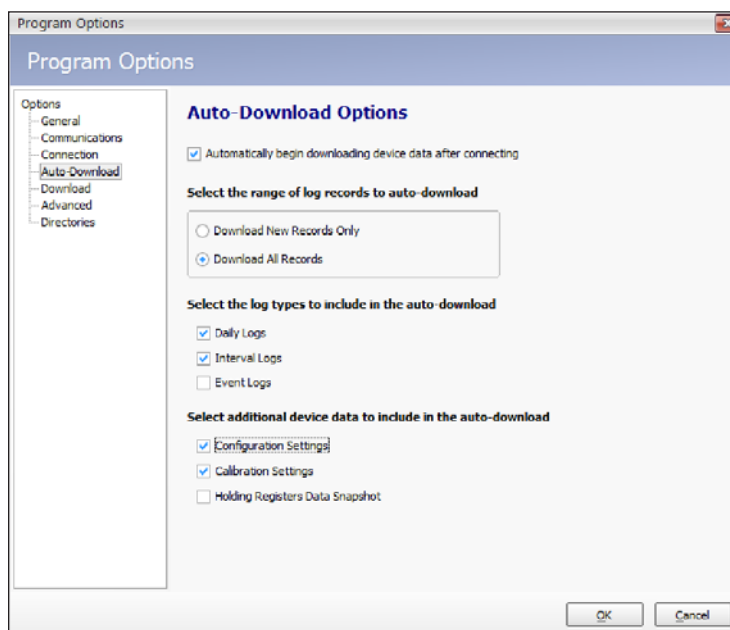 Program Options
Program Options
Options
General
Communications
Connection
Auto-Download
Download
Advanced
Directories
Auto-Download Options
Automatically begin downloading device data after connecting
Select the range of log records to auto-download
Download New Records Only
Download All Records
Select the log types to include in the auto-download
Daily Logs
Interval Logs
Event Logs
Select additional device data to include in the auto-download
Configuration Settings
Calibration Settings
Holding Registers Data Snapshot
OK Cancel